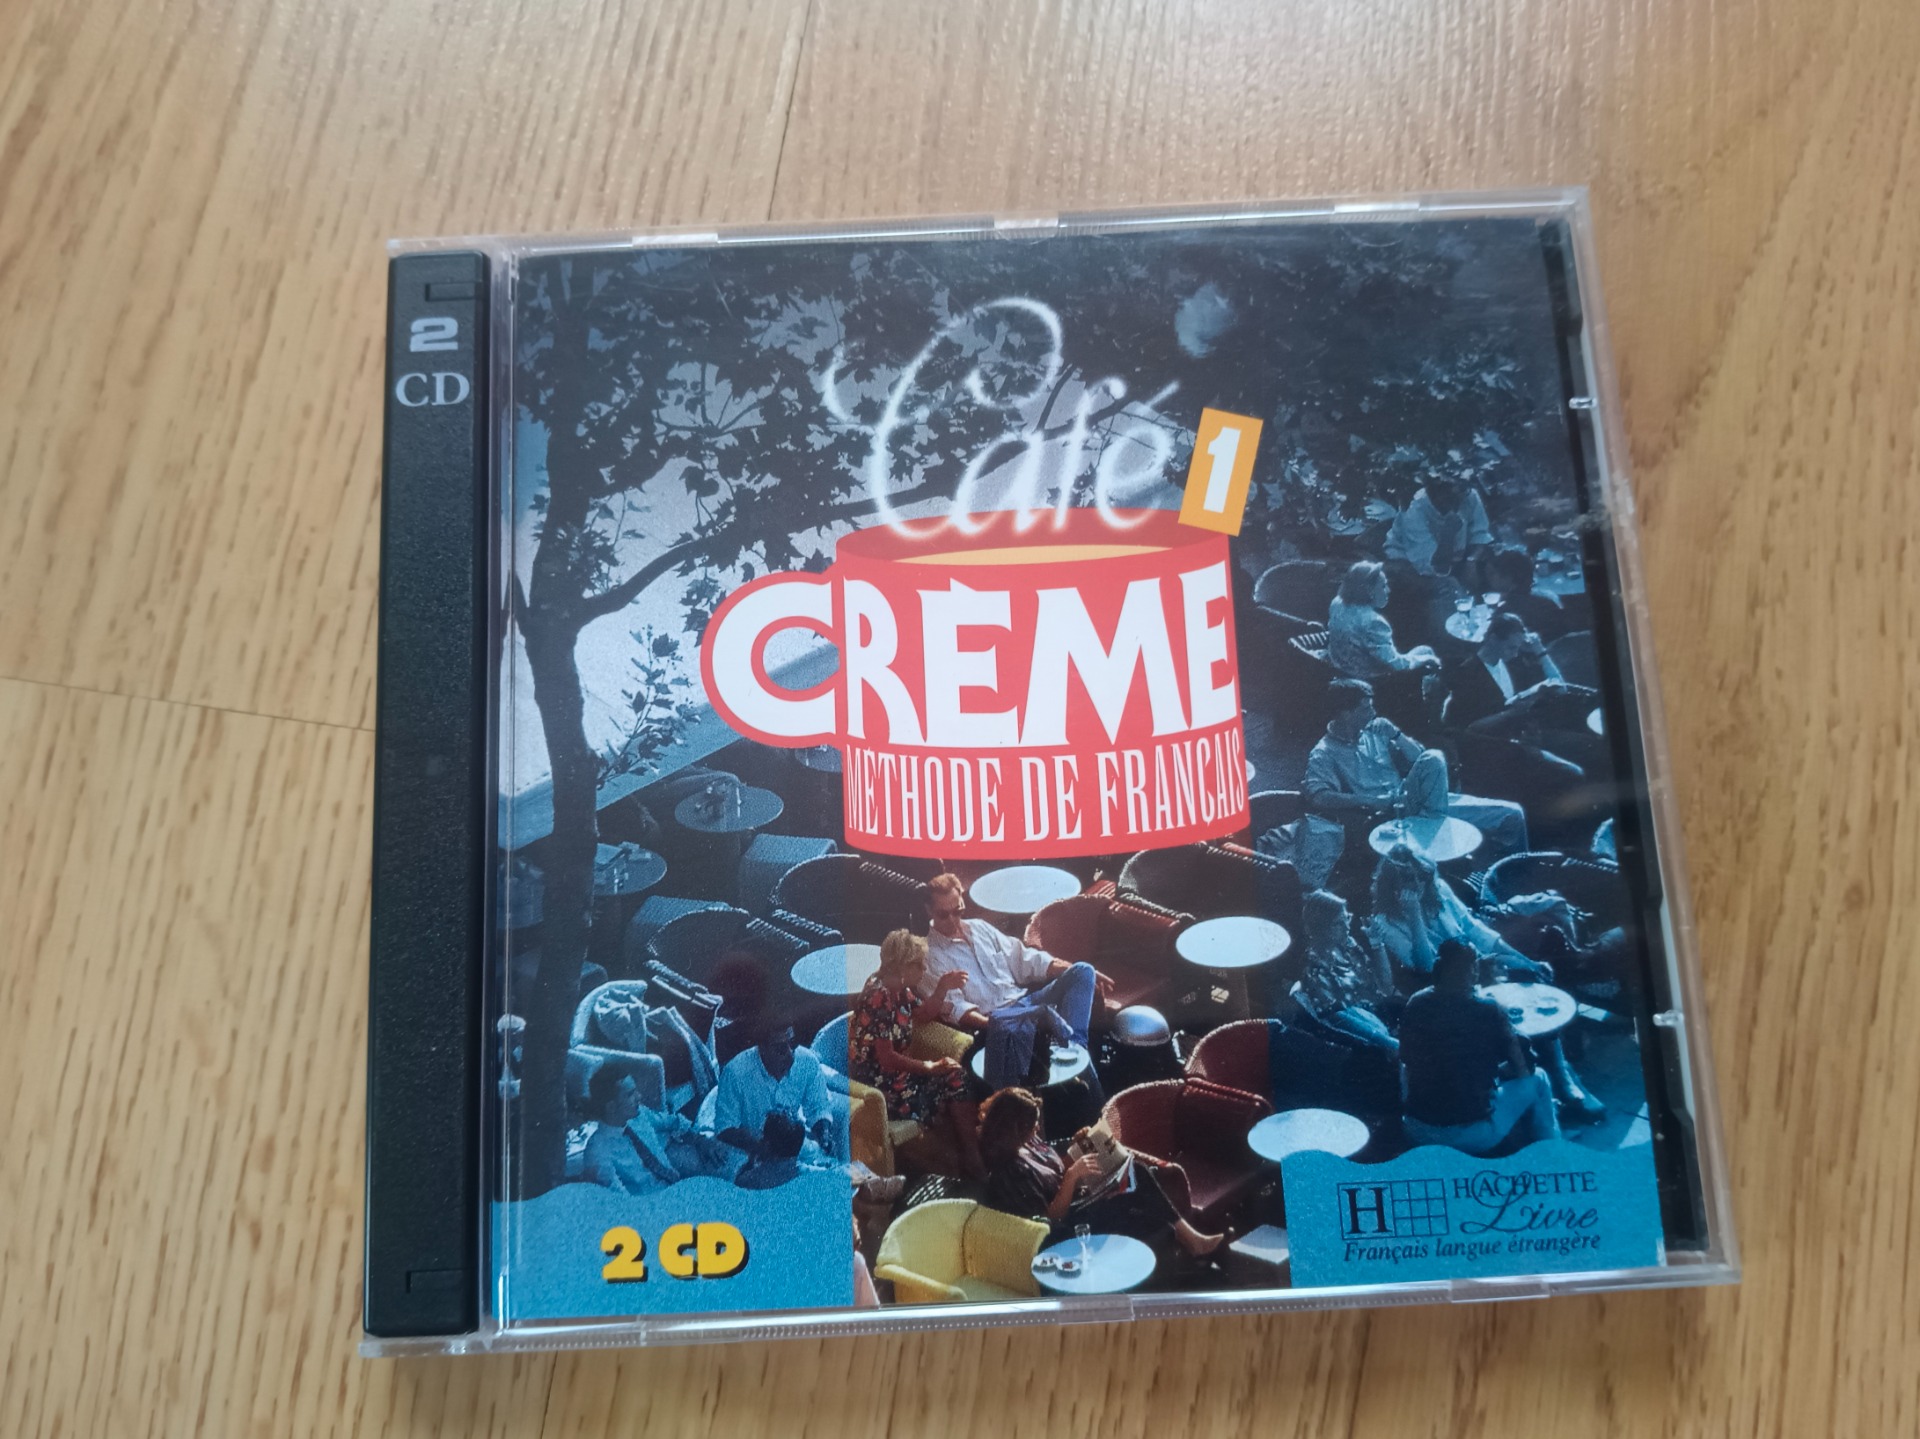 2
CD
Café 1
CRÈME
MÉTHODE DE FRANÇAIS
2 CD
H HACHETTE
Livre
Français langue étrangère